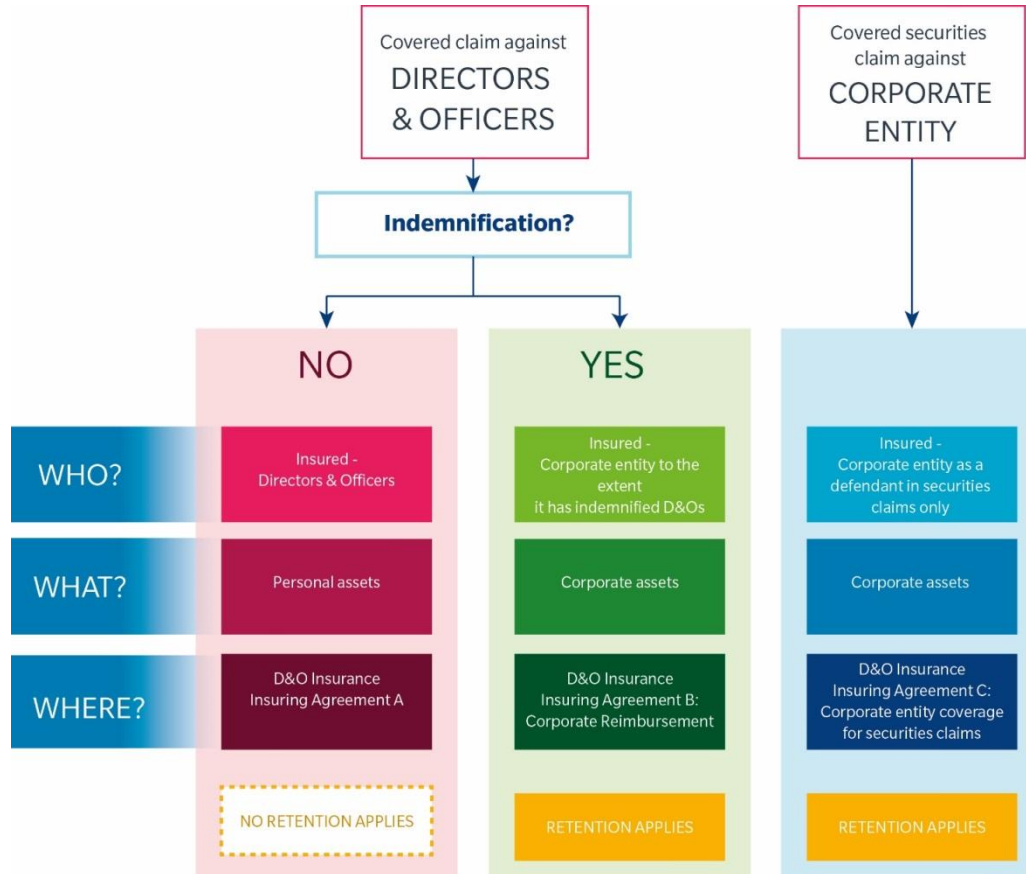 Covered claim against
DIRECTORS
& OFFICERS
Covered securities
claim against
CORPORATE
ENTITY
Indemnification?
NO
YES
WHO?
Insured -
Directors & Officers
Insured -
Corporate entity to the
extent
it has indemnified D&Os
Insured -
Corporate entity as a
defendant in securities
claims only
WHAT?
Personal assets
Corporate assets
Corporate assets
WHERE?
D&O Insurance
Insuring Agreement A
D&O Insurance
Insuring Agreement B:
Corporate Reimbursement
D&O Insurance
Insuring Agreement C:
Corporate entity coverage
for securities claims
NO RETENTION APPLIES
RETENTION APPLIES
RETENTION APPLIES